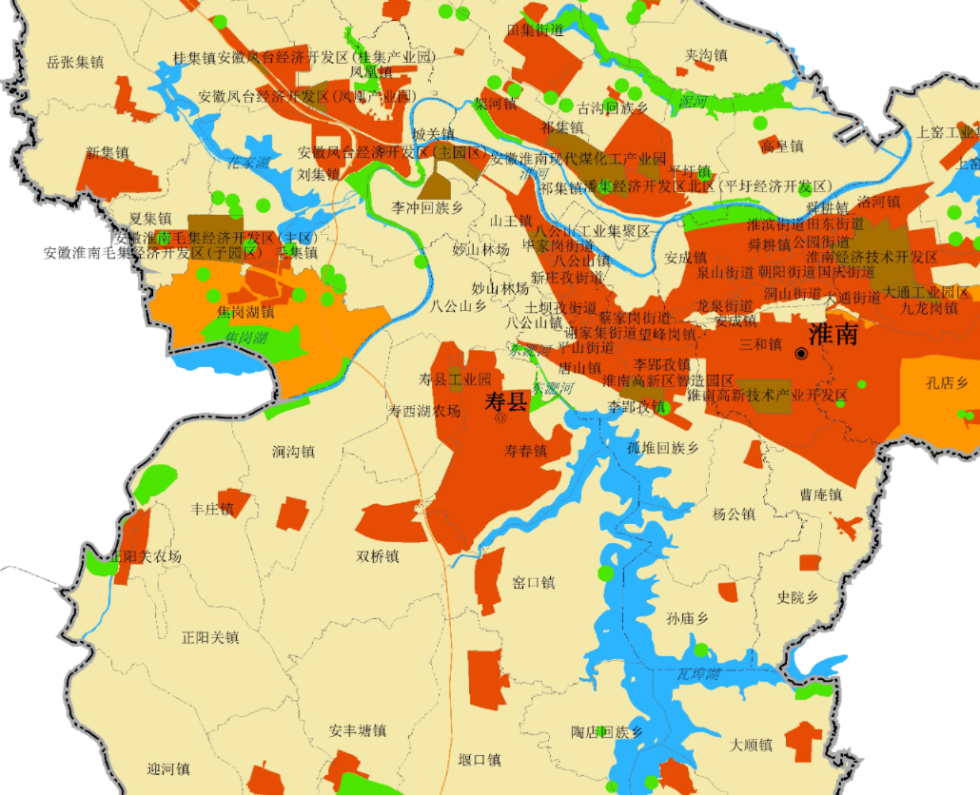 田集街道
夹沟镇
岳张集镇
桂集镇
安徽凤台经济开发区(桂集产业园)
凤凰镇
安徽凤台经济开发区(凤凰产业园)
架河镇
古沟回族乡
泥河
祁集镇
城关镇
上窑工业
高皇镇
新集镇
安徽凤台经济开发区(主园区)
安徽淮南现代煤化工产业园
花家湖
上窑
刘集镇
淮河
平圩镇
祁集镇
潘集经济开发区北区(平圩经济开发区)
李冲回族乡
舜耕镇
洛河镇
夏集镇
山王镇
淮滨街道
田东街道
八公山工业集聚区
安徽淮南毛集经济开发区(主区)
毕家岗街道
舜耕镇
公园街道
安徽淮南毛集经济开发区(子园区)
毛集镇
妙山林场
八公山镇
安成镇
淮南经济技术开发区
新庄孜街道
泉山街道
朝阳街道
国庆街道
妙山林场
洞山街道
大通街道
大通工业园区
八公山乡
土坝孜街道
龙泉街道
九龙岗镇
焦岗湖镇
八公山镇
蔡家岗街道
安成镇
谢家集街道
望峰岗镇
淮南
焦岗湖
三和镇
东淝河
平山街道
唐山镇
李郢孜镇
寿县工业园
淮南高新区智造园区
孔店乡
东淝河
淮南高新技术产业开发区
寿县
李郢孜镇
寿西湖农场
涧沟镇
寿春镇
孤堆回族乡
曹庵镇
丰庄镇
杨公镇
正阳关农场
双桥镇
窑口镇
史院乡
孙庙乡
正阳关镇
瓦埠湖
安丰塘镇
陶店回族乡
大顺镇
堰口镇
迎河镇